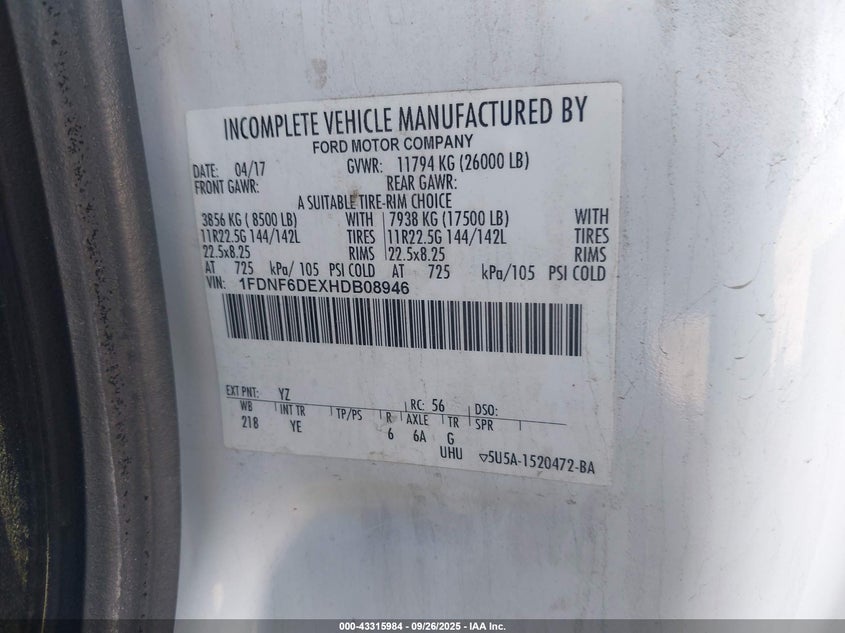 INCOMPLETE VEHICLE MANUFACTURED BY
FORD MOTOR COMPANY
DATE: 04/17 GVWR: 11794 KG (26000 LB)
FRONT GAWR: REAR GAWR:
A SUITABLE TIRE-RIM CHOICE
3856 KG ( 8500 LB) WITH 7938 KG (17500 LB) WITH
11R22.5G 144/142L TIRES 11R22.5G 144/142L TIRES
22.5x8.25 RIMS 22.5x8.25 RIMS
AT 725 kPa/ 105 PSI COLD AT 725 kPa/105 PSI COLD
VIN: 1FDNF6DEXHDB08946
EXT PNT: YZ RC: 56 DSO:
WB INT TR TP/PS R AXLE TR SPR
218 YE 6 6A G
UHU ▽5U5A-1520472-BA
000-43315984 / 09/26/2025 - IAA Inc.